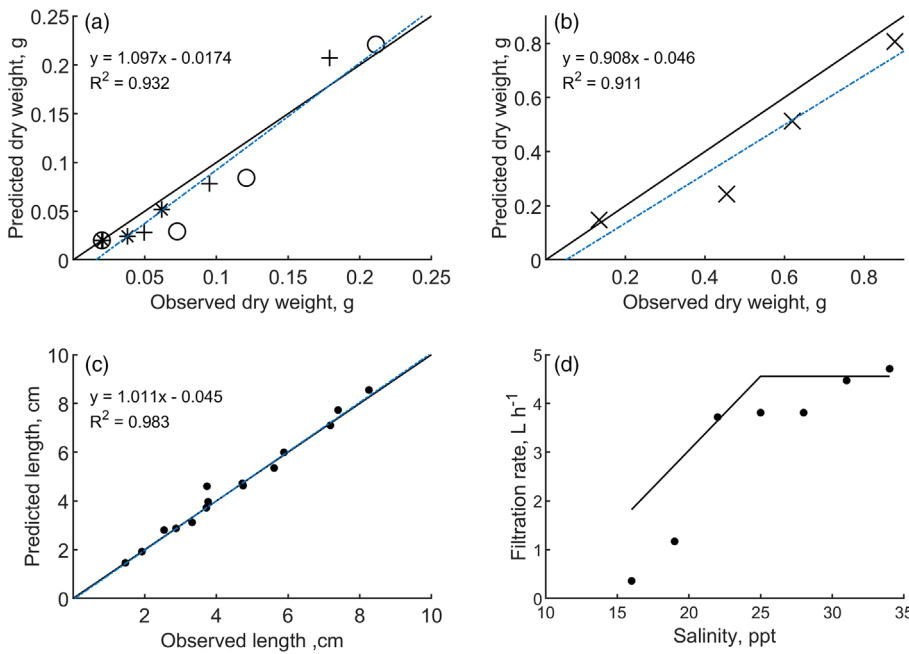 (a)
y = 1.097x - 0.0174
R² = 0.932
Predicted dry weight, g
0.25
0.2
0.15
0.1
0.05
0
0.05
0.1
0.15
0.2
0.25
Observed dry weight, g
(b)
y = 0.908x - 0.046
R² = 0.911
Predicted dry weight, g
0.8
0.6
0.4
0.2
0
0.2
0.4
0.6
0.8
Observed dry weight, g
(c)
y = 1.011x - 0.045
R² = 0.983
Predicted length, cm
10
8
6
4
2
0
2
4
6
8
10
Observed length ,cm
(d)
Filtration rate, L h⁻¹
5
4
3
2
1
0
10
15
20
25
30
35
Salinity, ppt